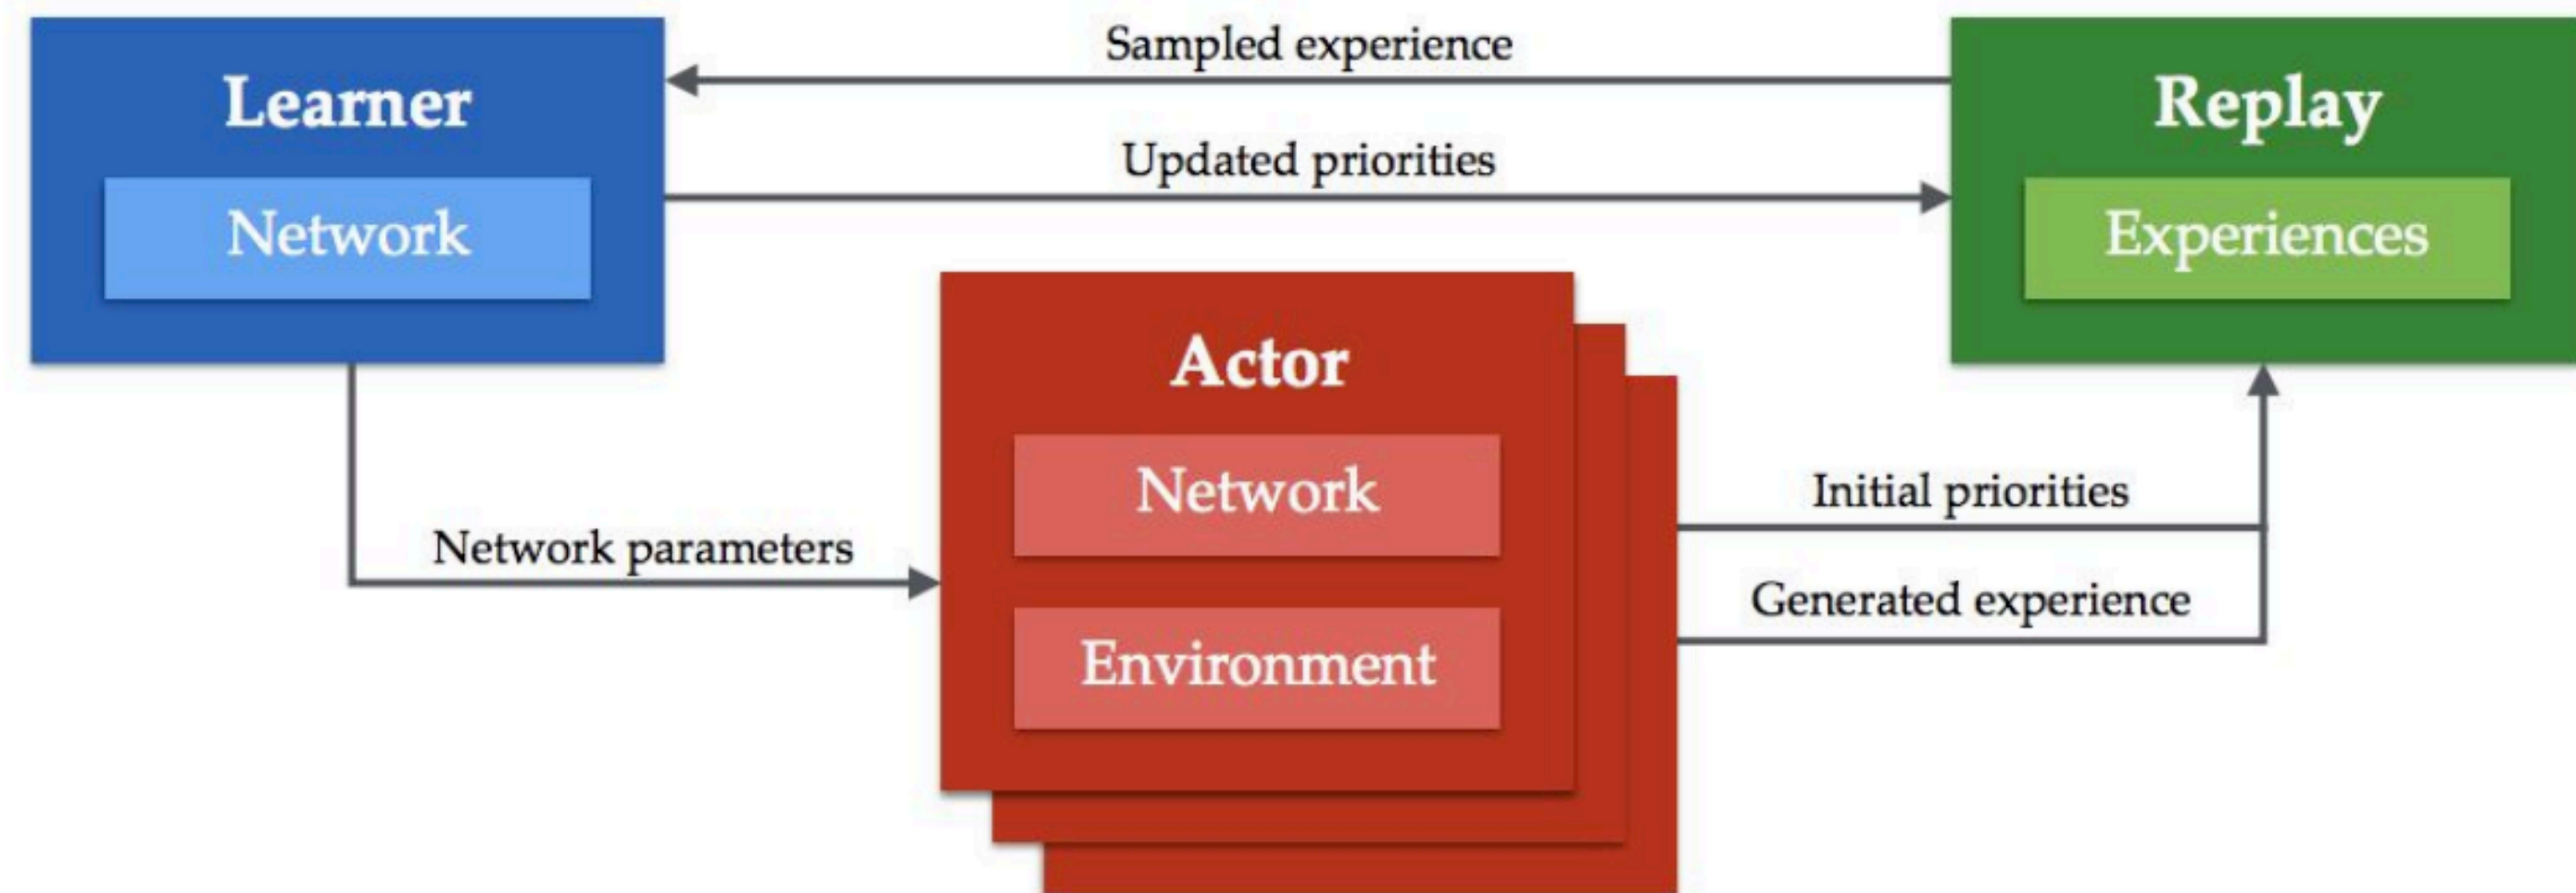 Sampled experience
Learner
Replay
Updated priorities
Network
Experiences
Actor
Network
Initial priorities
Network parameters
Generated experience
Environment